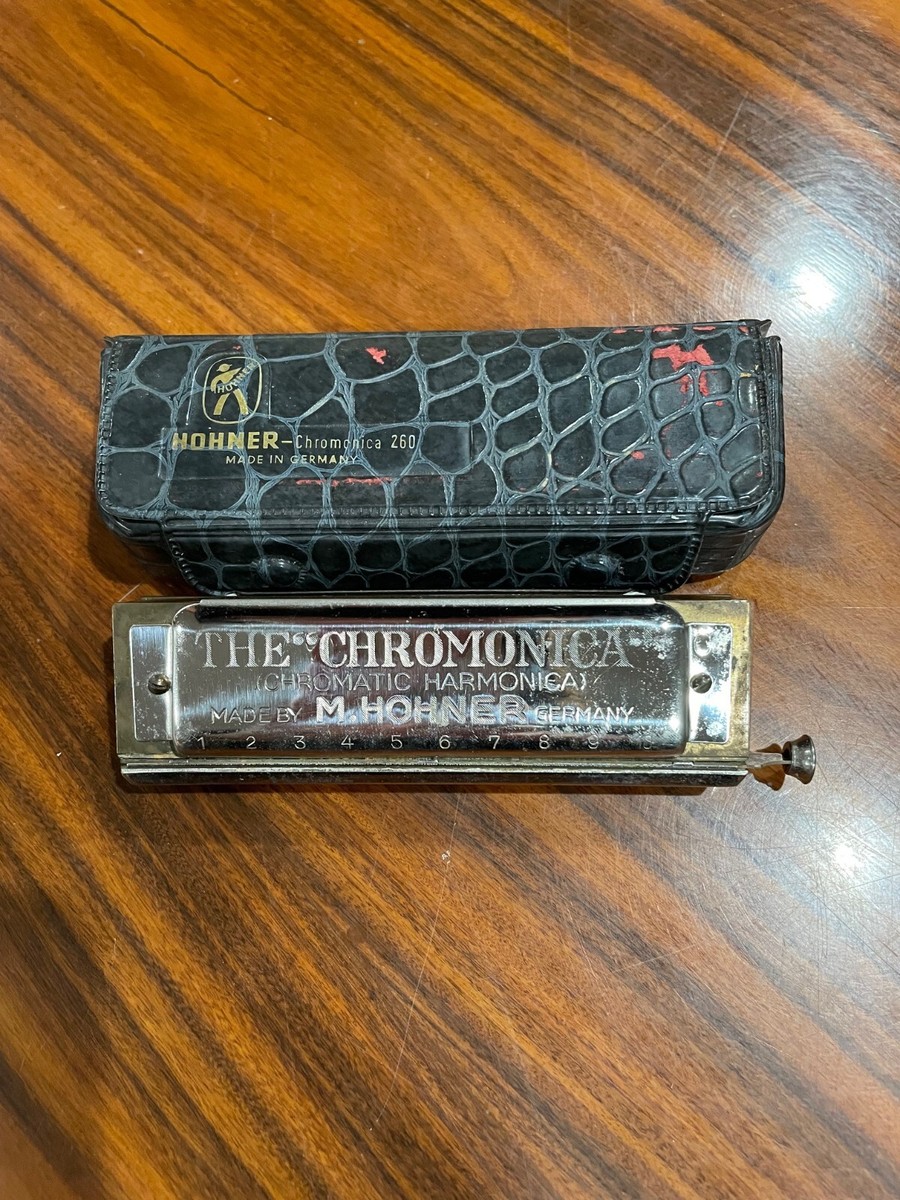 HOHNER
HOHNER-Chromonica 260
MADE IN GERMANY
THE "CHROMONICA"
(CHROMATIC HARMONICA)
MADE BY M. HOHNER GERMANY
1 2 3 4 5 6 7 8 9